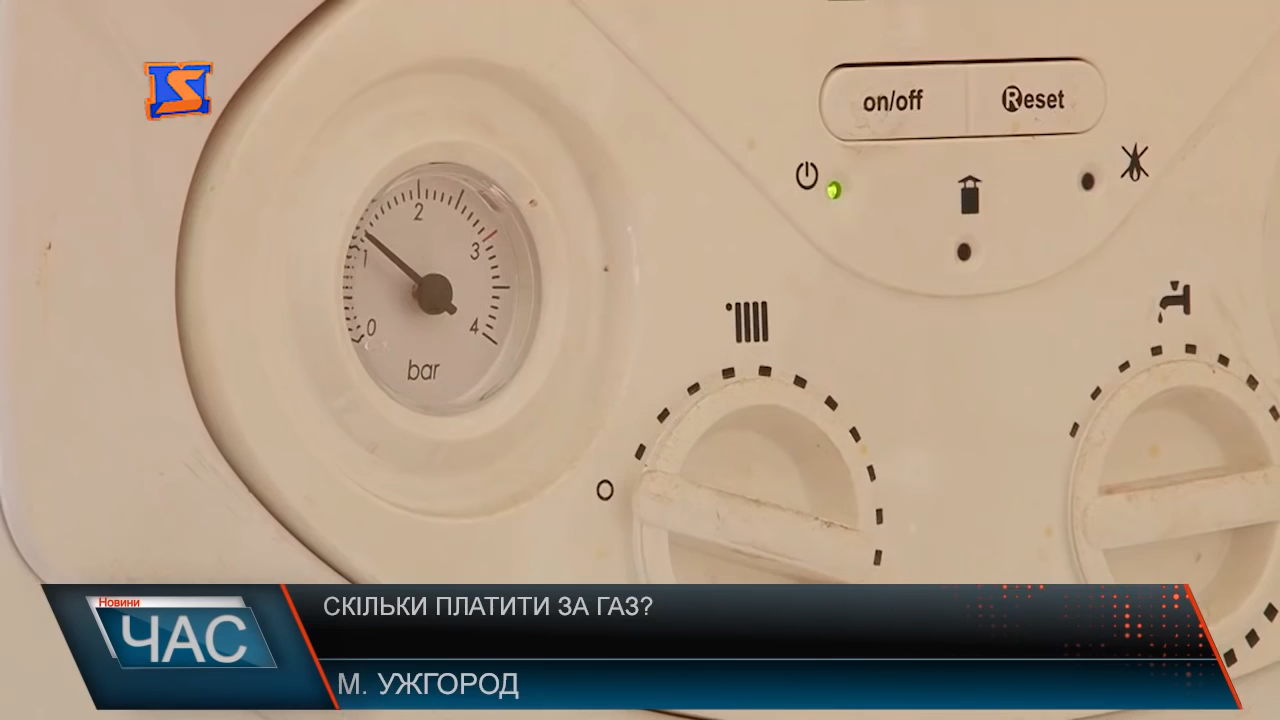 on/off
Reset
2
1
3
0
4
bar
Новини
ЧАС
СКІЛЬКИ ПЛАТИТИ ЗА ГАЗ?
М. УЖГОРОД